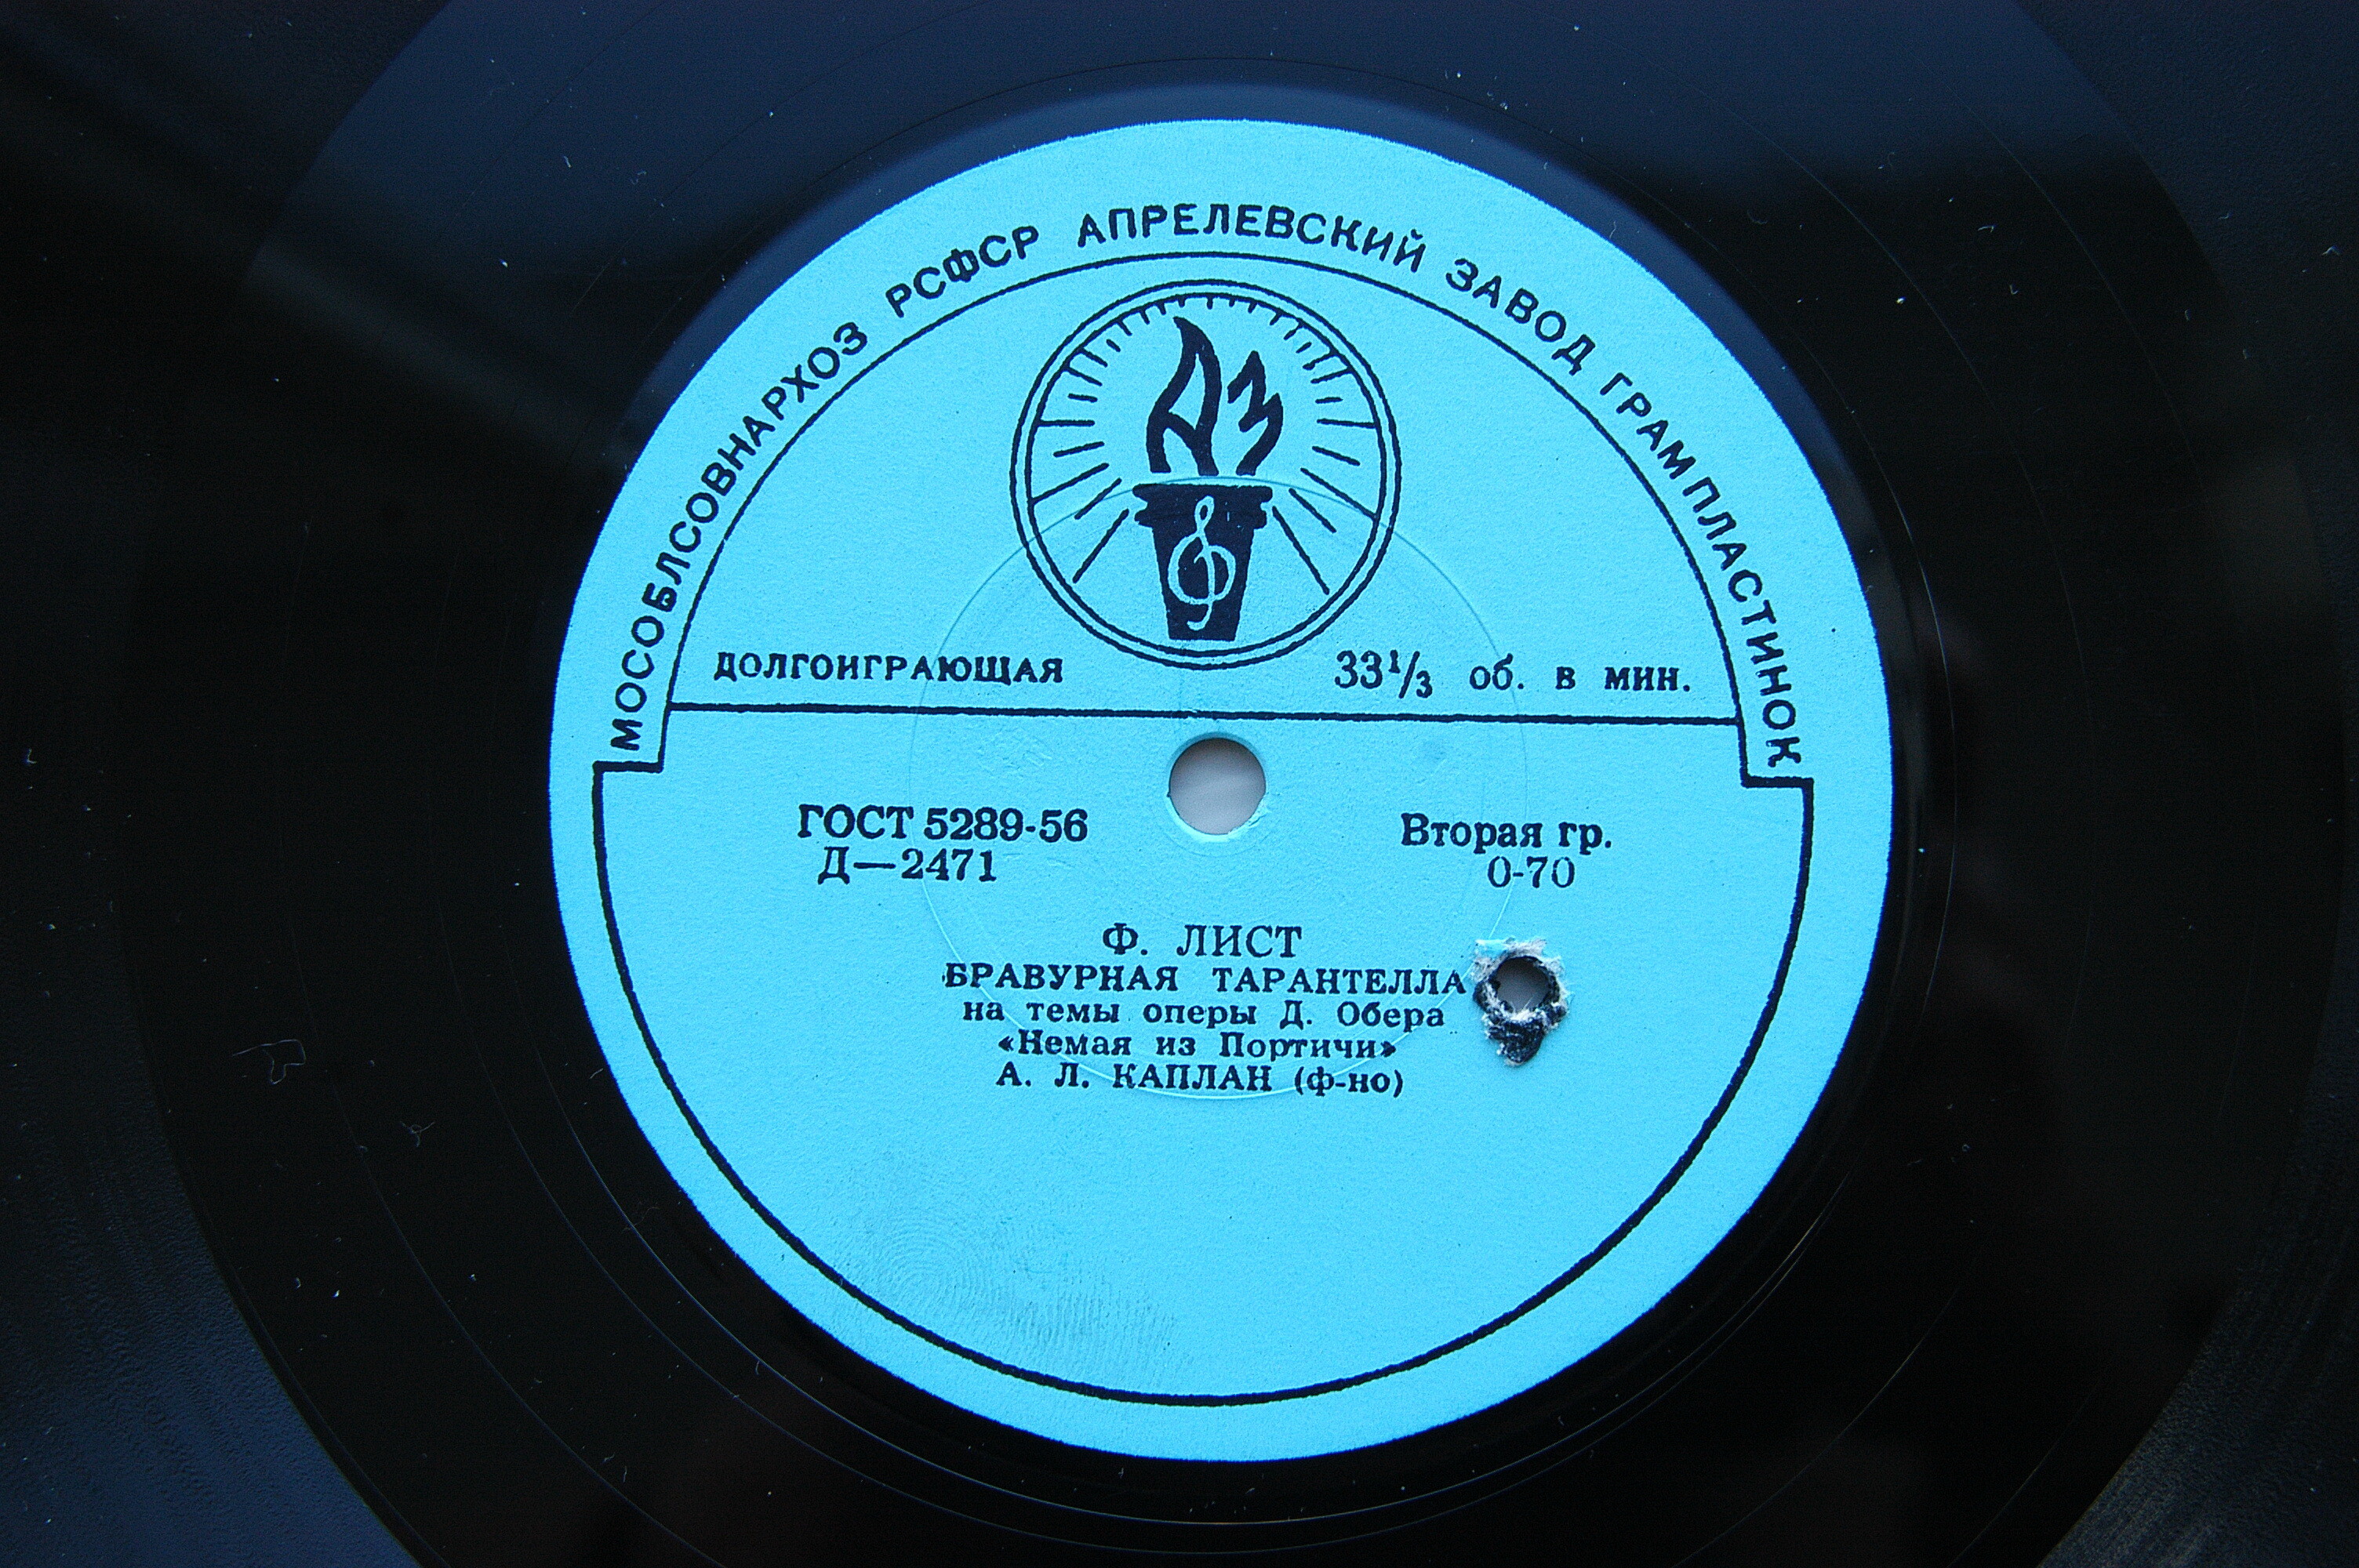 МОСОБЛСОВНАРХОЗ РСФСР АПРЕЛЕВСКИЙ ЗАВОД ГРАМПЛАСТИНОК
АЗ
ДОЛГОИГРАЮЩАЯ 33⅓ об. в мин.
ГОСТ 5289-56 Вторая гр.
Д—2471 0-70
Ф. ЛИСТ
БРАВУРНАЯ ТАРАНТЕЛЛА
на темы оперы Д. Обера
«Немая из Портичи»
А. Л. КАПЛАН (ф-но)